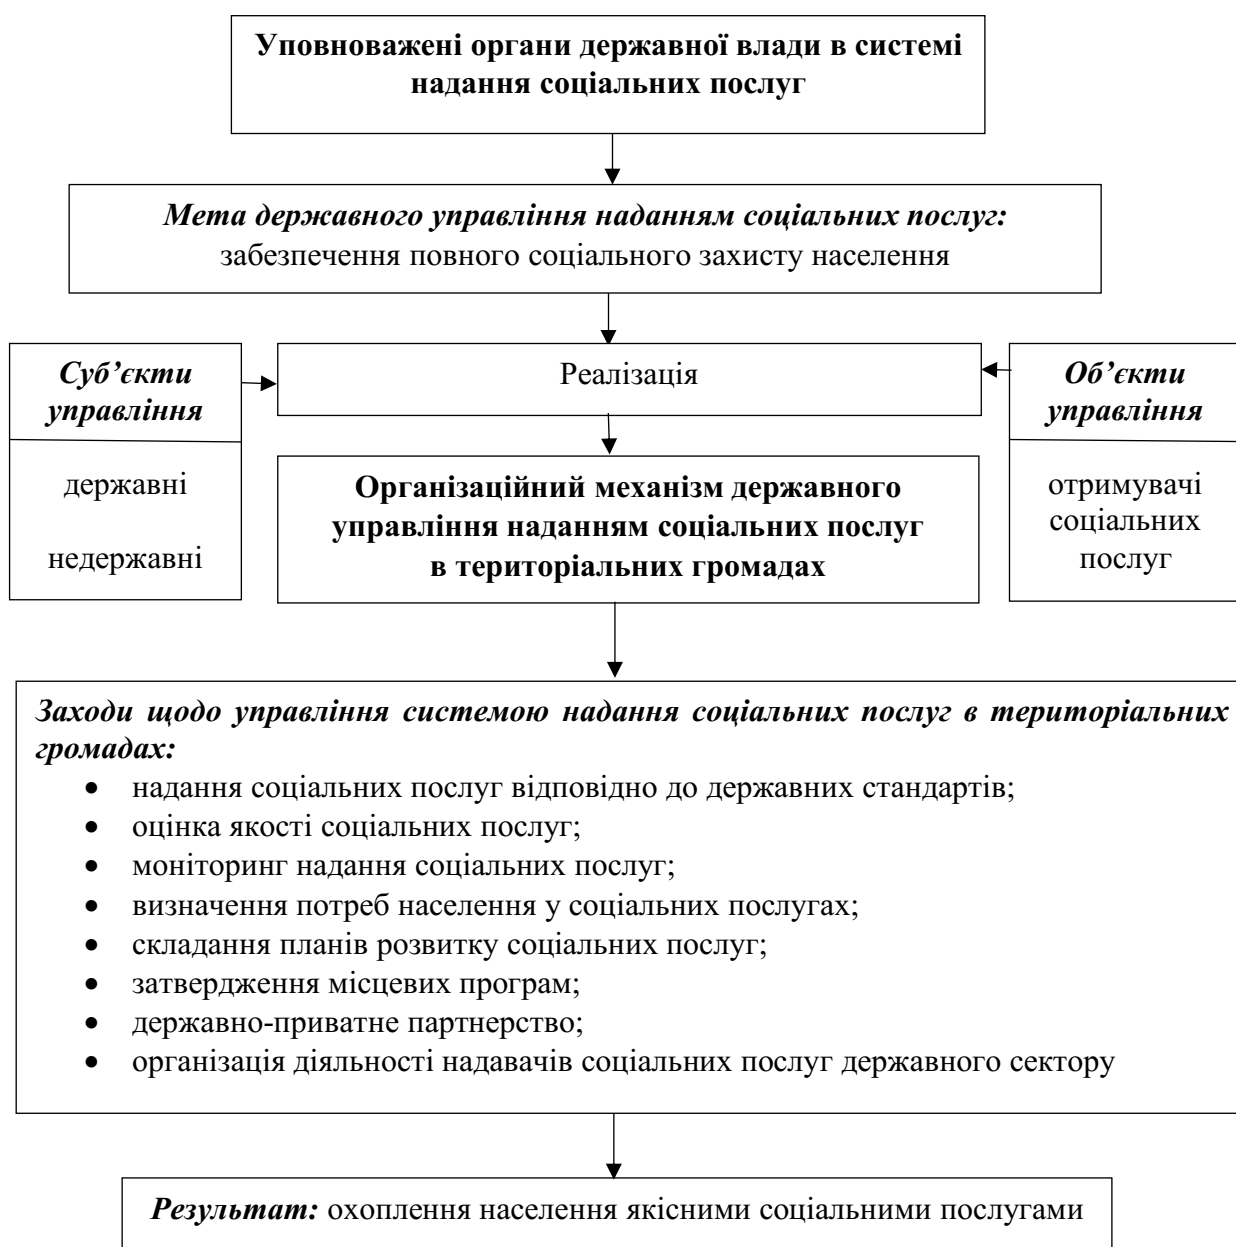 Уповноважені органи державної влади в системі
надання соціальних послуг
Мета державного управління наданням соціальних послуг:
забезпечення повного соціального захисту населення
Суб’єкти
управління
державні
недержавні
Реалізація
Об’єкти
управління
отримувачі
соціальних
послуг
Організаційний механізм державного
управління наданням соціальних послуг
в територіальних громадах
Заходи щодо управління системою надання соціальних послуг в територіальних
громадах:
• надання соціальних послуг відповідно до державних стандартів;
• оцінка якості соціальних послуг;
• моніторинг надання соціальних послуг;
• визначення потреб населення у соціальних послугах;
• складання планів розвитку соціальних послуг;
• затвердження місцевих програм;
• державно-приватне партнерство;
• організація діяльності надавачів соціальних послуг державного сектору
Результат: охоплення населення якісними соціальними послугами